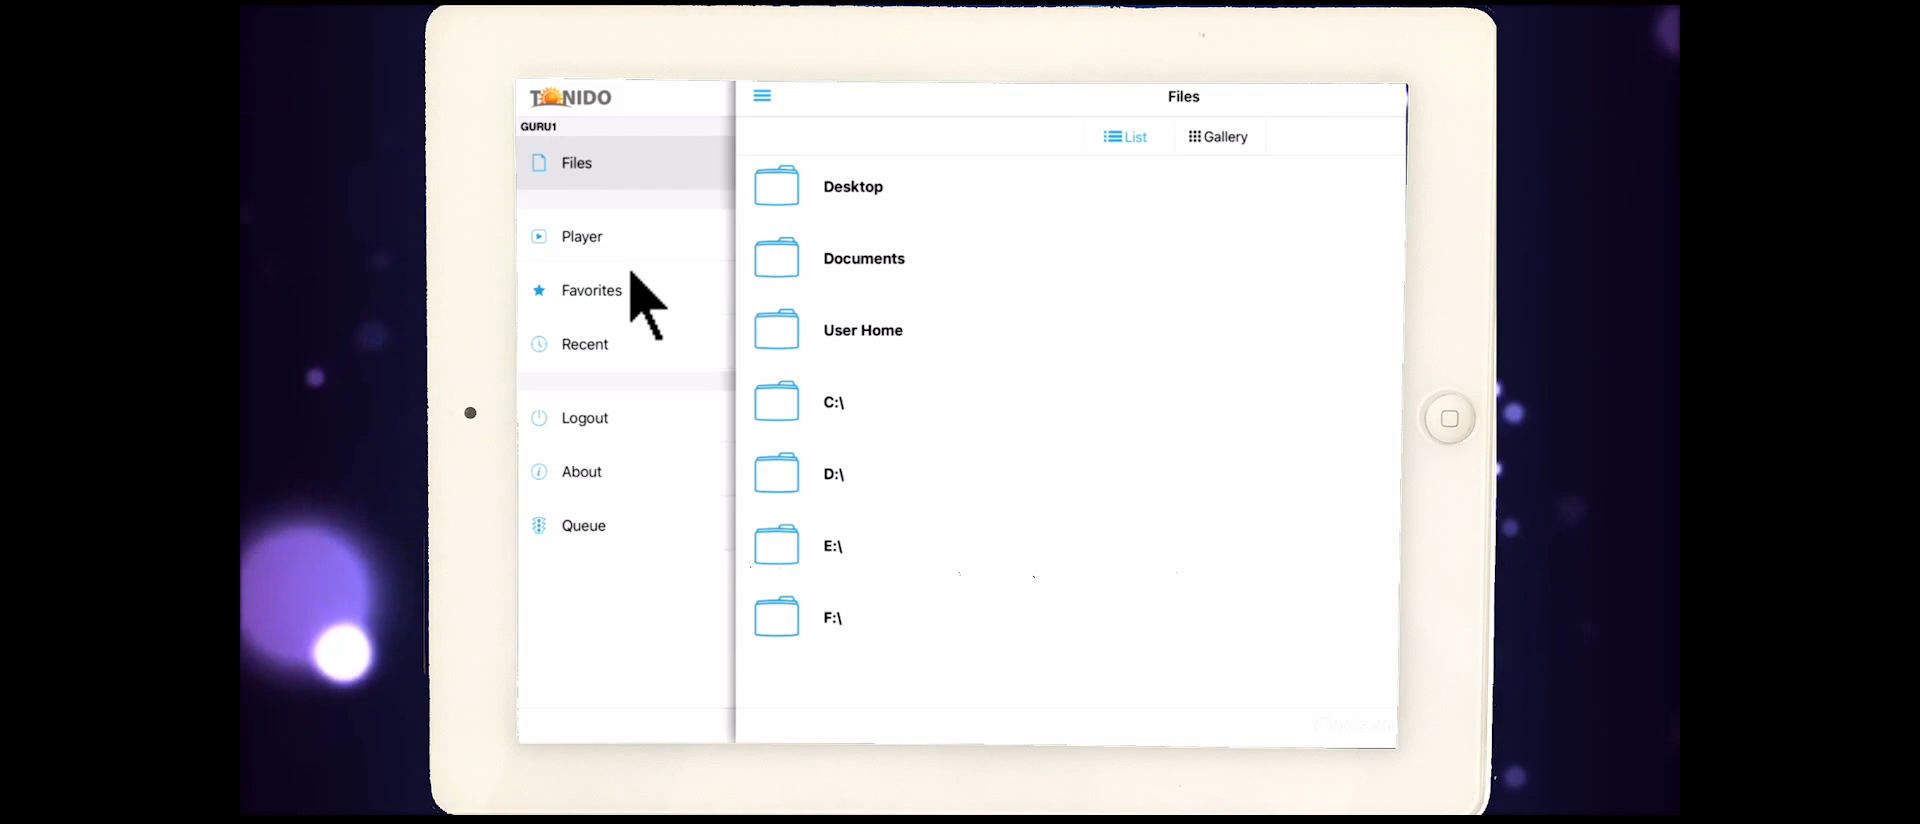 TONIDO
GURU1
Files
Player
Favorites
Recent
Logout
About
Queue
Files
List
Gallery
Desktop
Documents
User Home
C:\
D:\
E:\
F:\